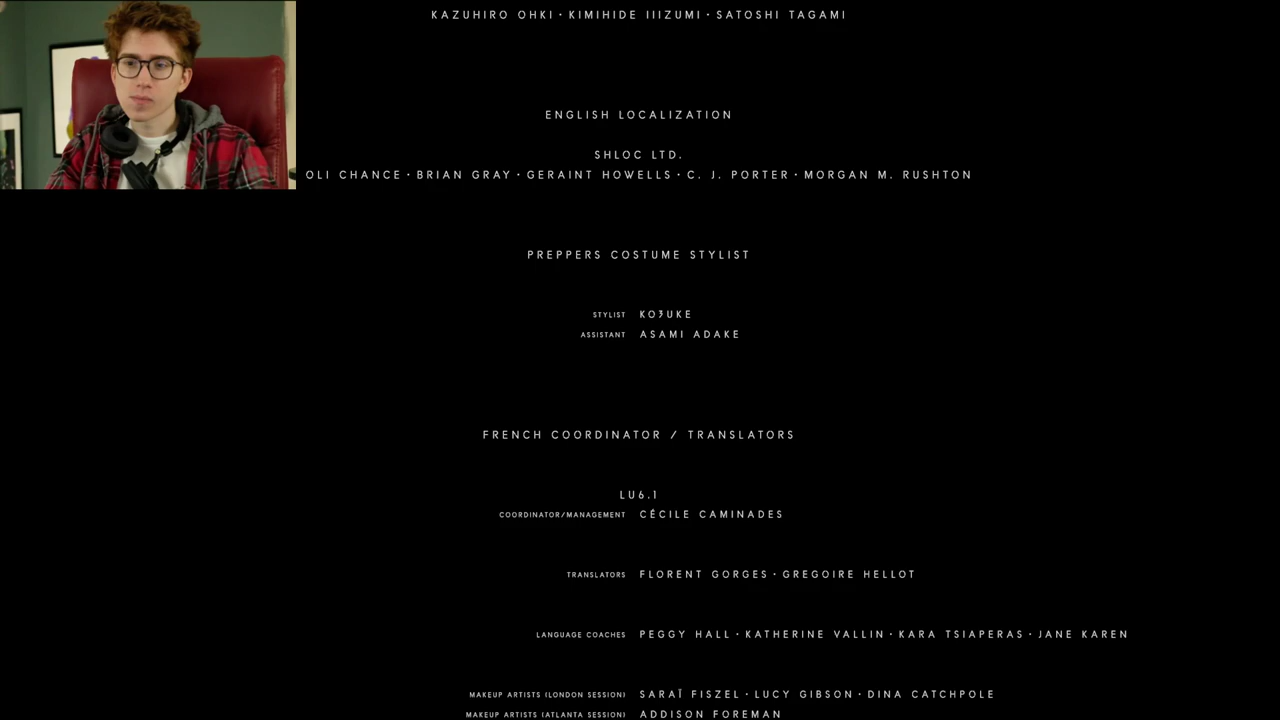 KAZUHIRO OHKI・KIMIHIDE IIIZUMI・SATOSHI TAGAMI
ENGLISH LOCALIZATION
SHLOC LTD.
OLI CHANCE・BRIAN GRAY・GERAINT HOWELLS・C. J. PORTER・MORGAN M. RUSHTON
PREPPERS COSTUME STYLIST
STYLIST KO3UKE
ASSISTANT ASAMI ADAKE
FRENCH COORDINATOR / TRANSLATORS
LU6.1
COORDINATOR/MANAGEMENT CÉCILE CAMINADES
TRANSLATORS FLORENT GORGES・GREGOIRE HELLOT
LANGUAGE COACHES PEGGY HALL・KATHERINE VALLIN・KARA TSIAPERAS・JANE KAREN
MAKEUP ARTISTS (LONDON SESSION) SARAÏ FISZEL・LUCY GIBSON・DINA CATCHPOLE
MAKEUP ARTISTS (ATLANTA SESSION) ADDISON FOREMAN